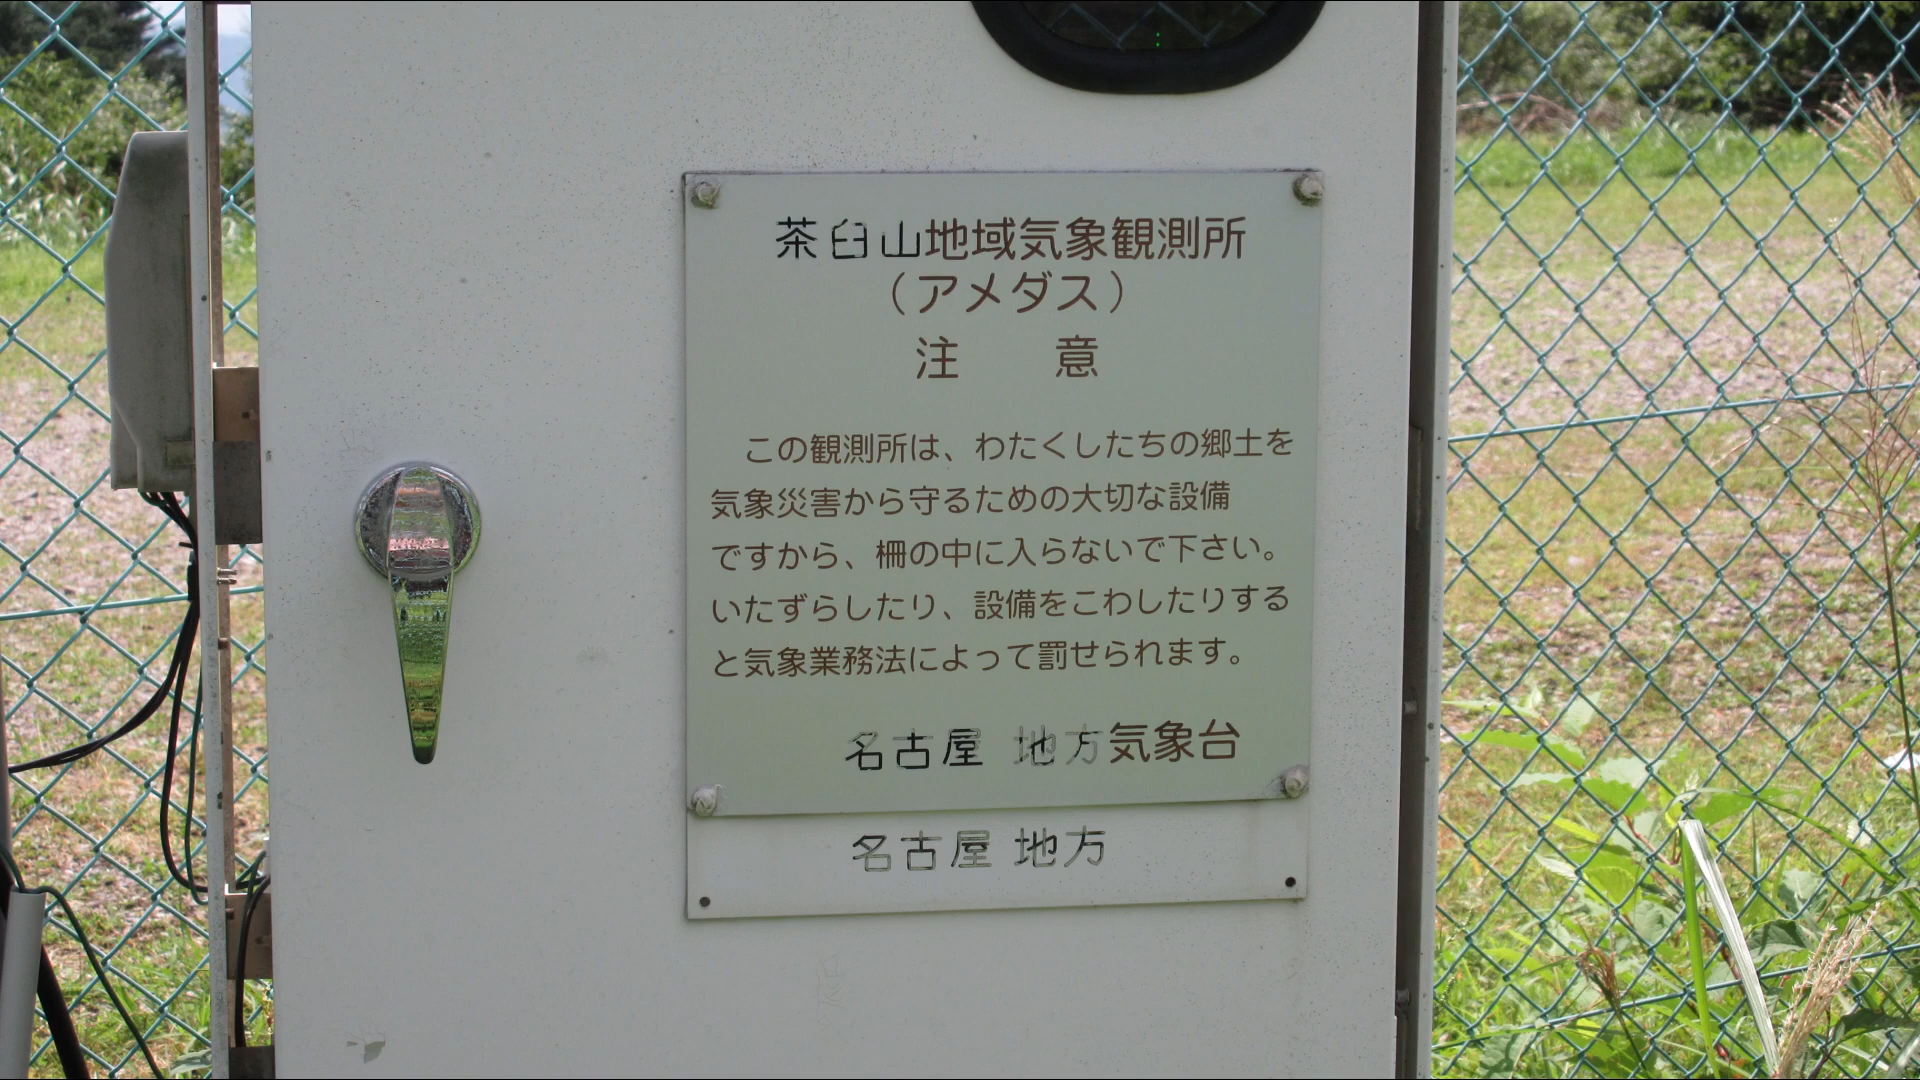 茶臼山地域気象観測所
（アメダス）
注　　意
この観測所は、わたくしたちの郷土を
気象災害から守るための大切な設備
ですから、柵の中に入らないで下さい。
いたずらしたり、設備をこわしたりする
と気象業務法によって罰せられます。
名古屋 地方気象台
名古屋 地方